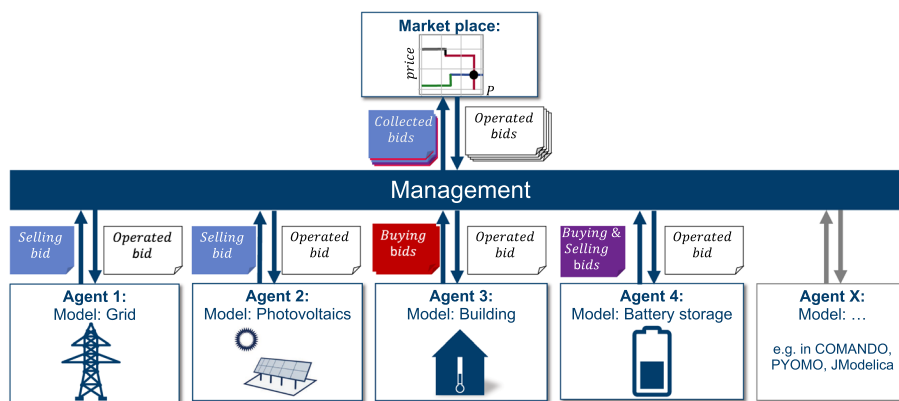 Market place:
price
P
Collected
bids
Operated
bids
Management
Selling
bid
Operated
bid
Selling
bid
Operated
bid
Buying
bids
Operated
bid
Buying &
Selling
bids
Operated
bid
Agent 1:
Model: Grid
Agent 2:
Model: Photovoltaics
Agent 3:
Model: Building
Agent 4:
Model: Battery storage
Agent X:
Model: …
e.g. in COMANDO,
PYOMO, JModelica